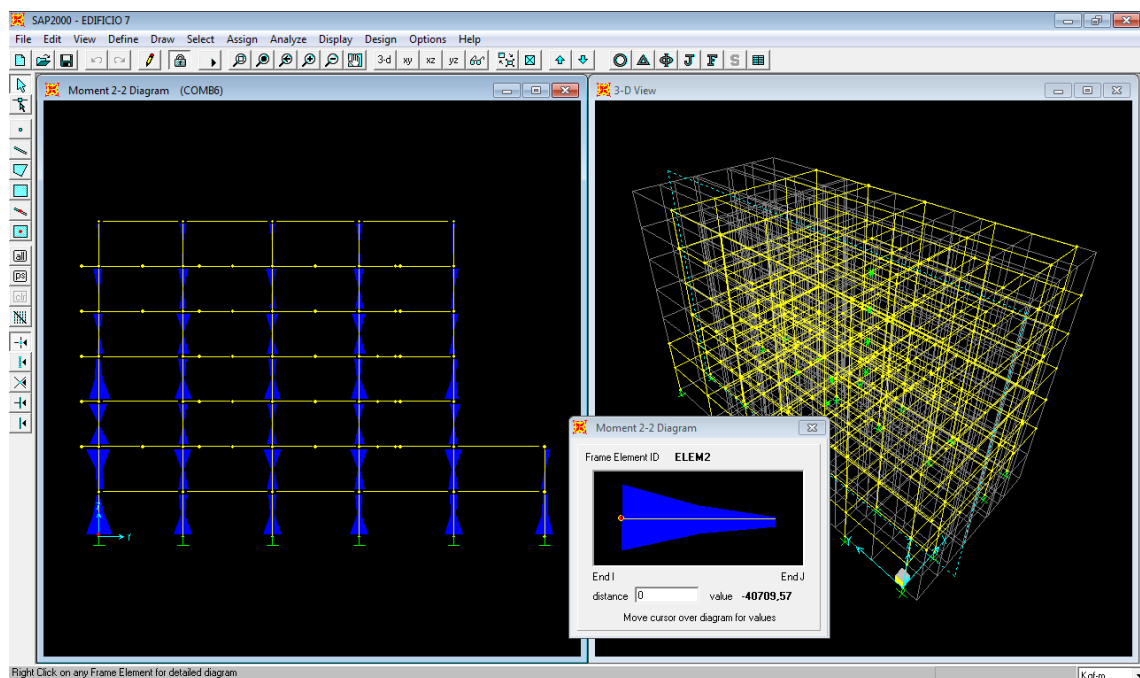 SAP2000 - EDIFICIO 7
File Edit View Define Draw Select Assign Analyze Display Design Options Help
3-d xy xz yz
J F S
Moment 2-2 Diagram (COMB6)
3-D View
all
ps
clr
Moment 2-2 Diagram
Frame Element ID ELEM2
Z
Y
Y
End I End J
distance 0 value -40709,57
Move cursor over diagram for values
Right Click on any Frame Element for detailed diagram
Kgf-m